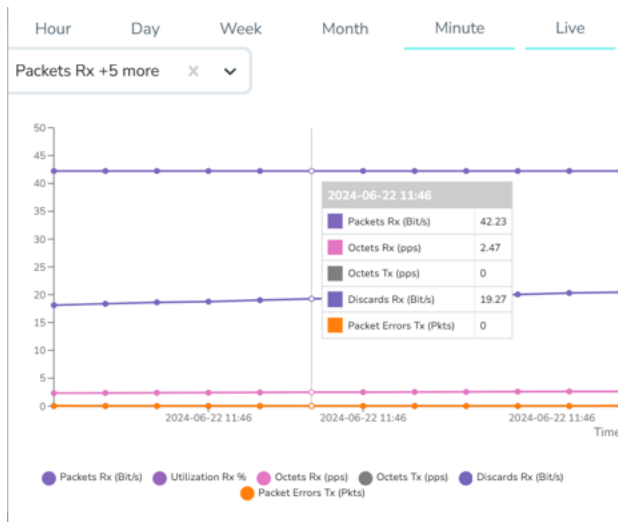 Hour Day Week Month Minute Live
Packets Rx +5 more
50
45
40
35
30
25
20
15
10
5
0
2024-06-22 11:46
Packets Rx (Bit/s) 42.23
Octets Rx (pps) 2.47
Octets Tx (pps) 0
Discards Rx (Bit/s) 19.27
Packet Errors Tx (Pkts) 0
2024-06-22 11:46 2024-06-22 11:46 2024-06-22 11:46
Time
Packets Rx (Bit/s) Utilization Rx % Octets Rx (pps) Octets Tx (pps) Discards Rx (Bit/s)
Packet Errors Tx (Pkts)